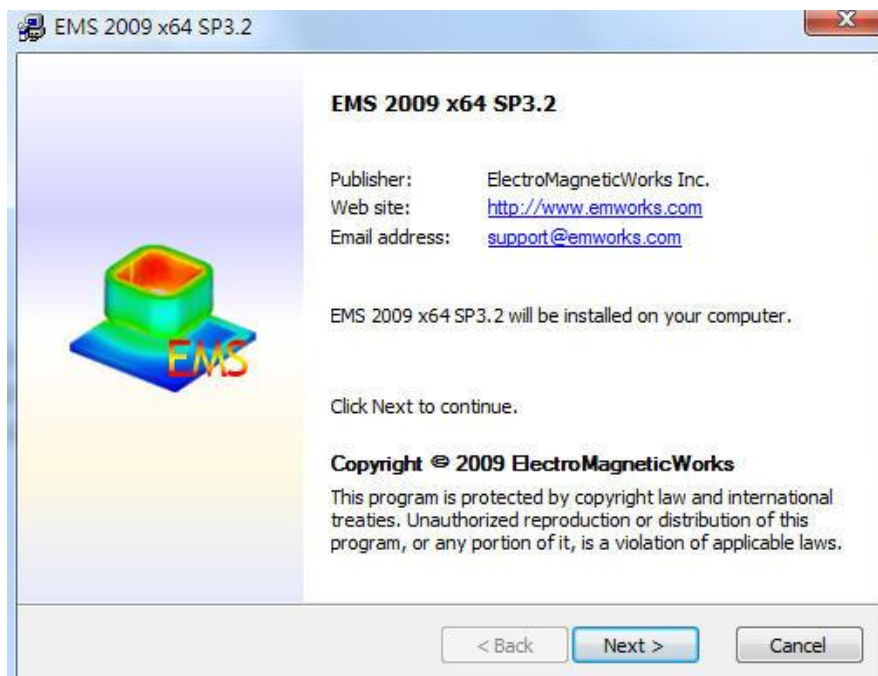 EMS 2009 x64 SP3.2
EMS 2009 x64 SP3.2
Publisher: ElectroMagneticWorks Inc.
Web site: http://www.emworks.com
Email address: support@emworks.com
EMS
EMS 2009 x64 SP3.2 will be installed on your computer.
Click Next to continue.
Copyright © 2009 ElectroMagneticWorks
This program is protected by copyright law and international
treaties. Unauthorized reproduction or distribution of this
program, or any portion of it, is a violation of applicable laws.
< Back Next > Cancel